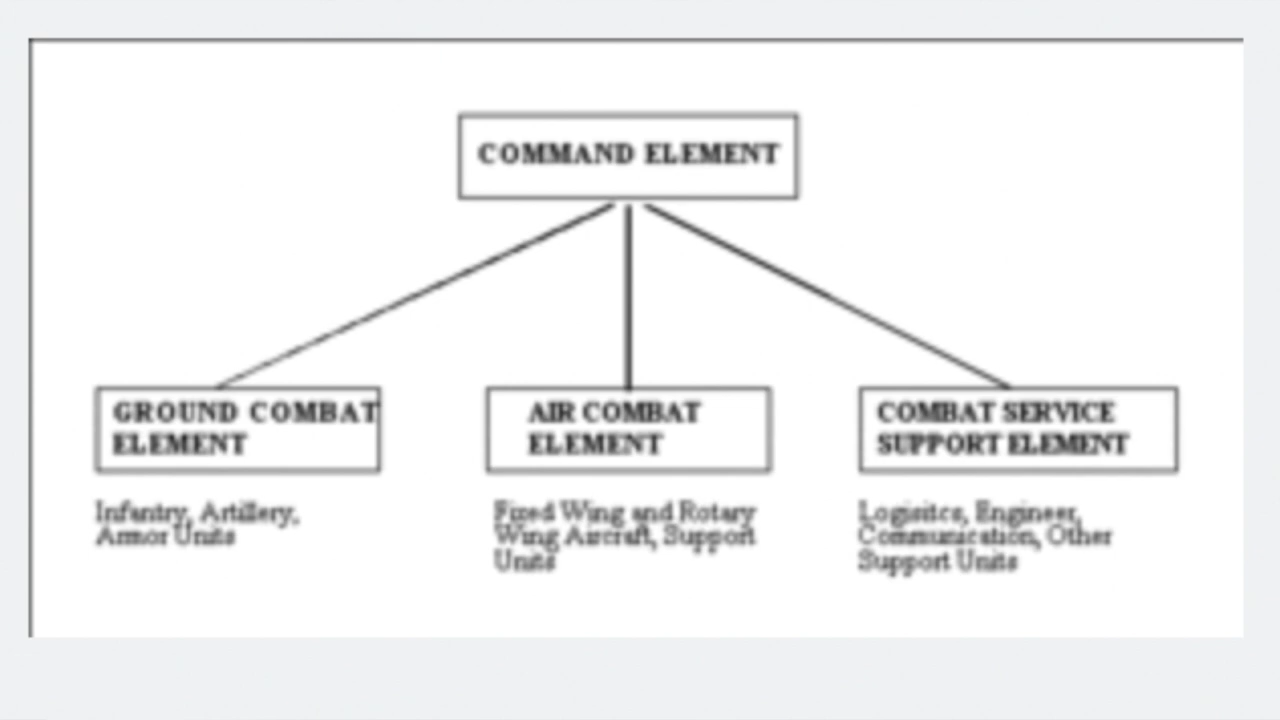 COMMAND ELEMENT
GROUND COMBAT
ELEMENT
Infantry, Artillery,
Armor Units
AIR COMBAT
ELEMENT
Fixed Wing and Rotary
Wing Aircraft, Support
Units
COMBAT SERVICE
SUPPORT ELEMENT
Logisitcs, Engineer,
Communication, Other
Support Units